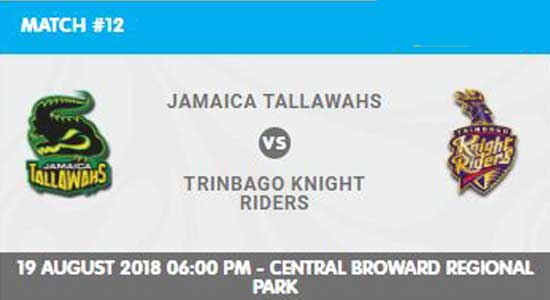 MATCH #12
JAMAICA TALLAWAHS
JAMAICA
TALLAWAHS
VS
TRINBAGO
Knight
Riders
TRINBAGO KNIGHT
RIDERS
19 AUGUST 2018 06:00 PM - CENTRAL BROWARD REGIONAL
PARK